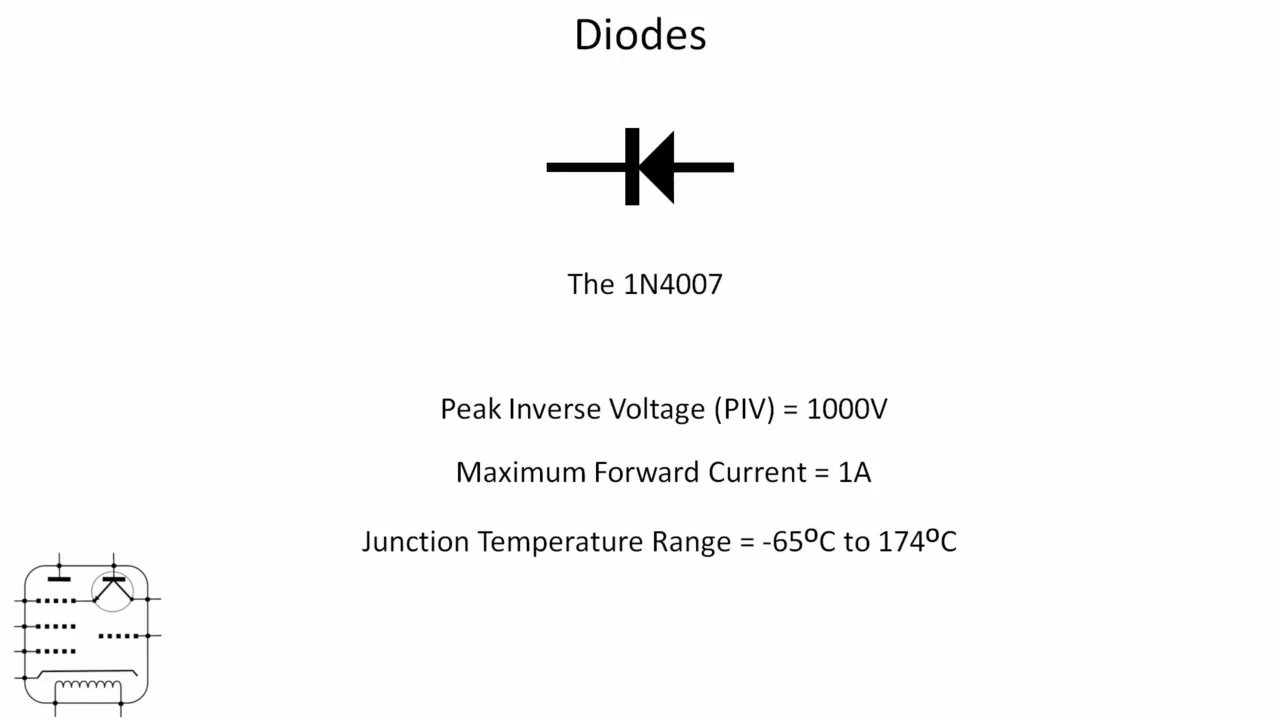 Diodes
The 1N4007
Peak Inverse Voltage (PIV) = 1000V
Maximum Forward Current = 1A
Junction Temperature Range = -65ºC to 174ºC